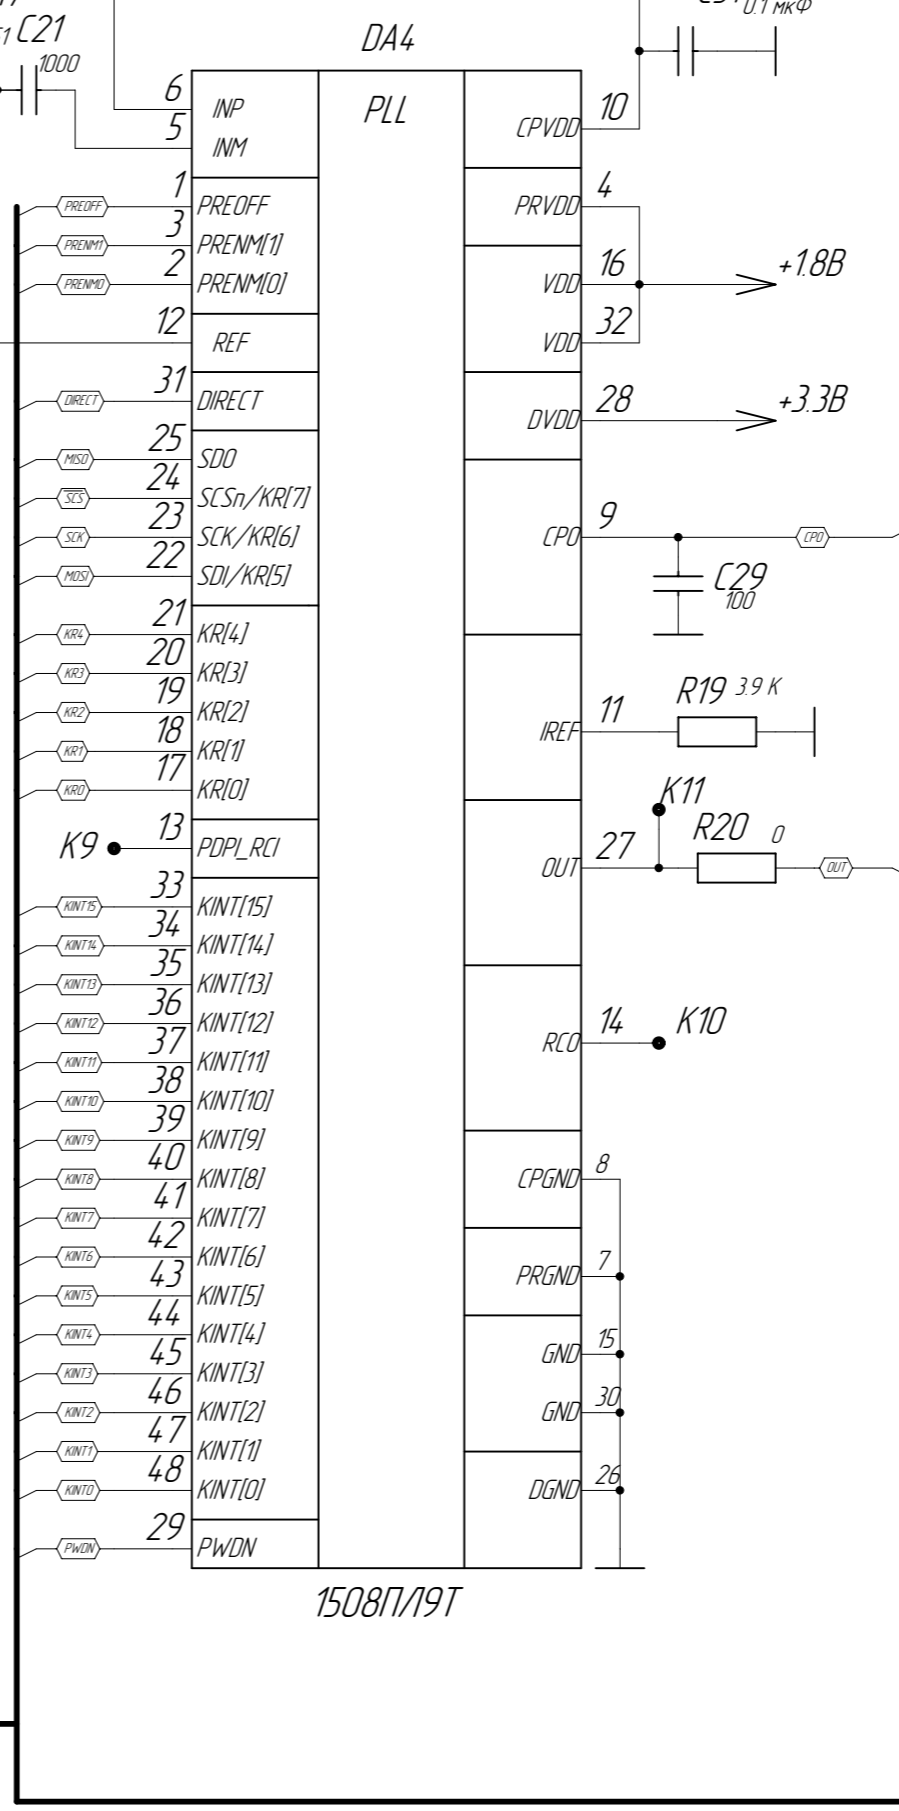 C21
1000
0.1 мкФ
DA4
PLL
6 INP
5 INM
PREOFF 1 PREOFF
PRENM1 3 PRENM[1]
PRENM0 2 PRENM[0]
12 REF
DIRECT 31 DIRECT
MISO 25 SDO
SCS 24 SCSn/KR[7]
SCK 23 SCK/KR[6]
MOSI 22 SDI/KR[5]
KR4 21 KR[4]
KR3 20 KR[3]
KR2 19 KR[2]
KR1 18 KR[1]
KR0 17 KR[0]
K9 13 PDPI_RCI
KINT15 33 KINT[15]
KINT14 34 KINT[14]
KINT13 35 KINT[13]
KINT12 36 KINT[12]
KINT11 37 KINT[11]
KINT10 38 KINT[10]
KINT9 39 KINT[9]
KINT8 40 KINT[8]
KINT7 41 KINT[7]
KINT6 42 KINT[6]
KINT5 43 KINT[5]
KINT4 44 KINT[4]
KINT3 45 KINT[3]
KINT2 46 KINT[2]
KINT1 47 KINT[1]
KINT0 48 KINT[0]
PWDN 29 PWDN
CPVDD 10
PRVDD 4
VDD 16 +1.8В
VDD 32
DVDD 28 +3.3В
CPO 9 CPO
C29
100
IREF 11 R19 3.9 К
K11
OUT 27 R20 0 OUT
RCO 14 K10
CPGND 8
PRGND 7
GND 15
GND 30
DGND 26
1508ПЛ9Т